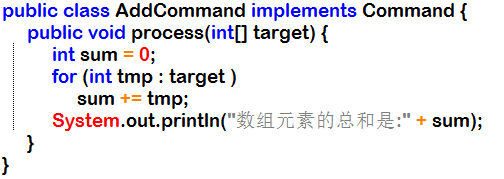 public class AddCommand implements Command {
public void process(int[] target) {
int sum = 0;
for (int tmp : target )
sum += tmp;
System.out.println("数组元素的总和是:" + sum);
}
}